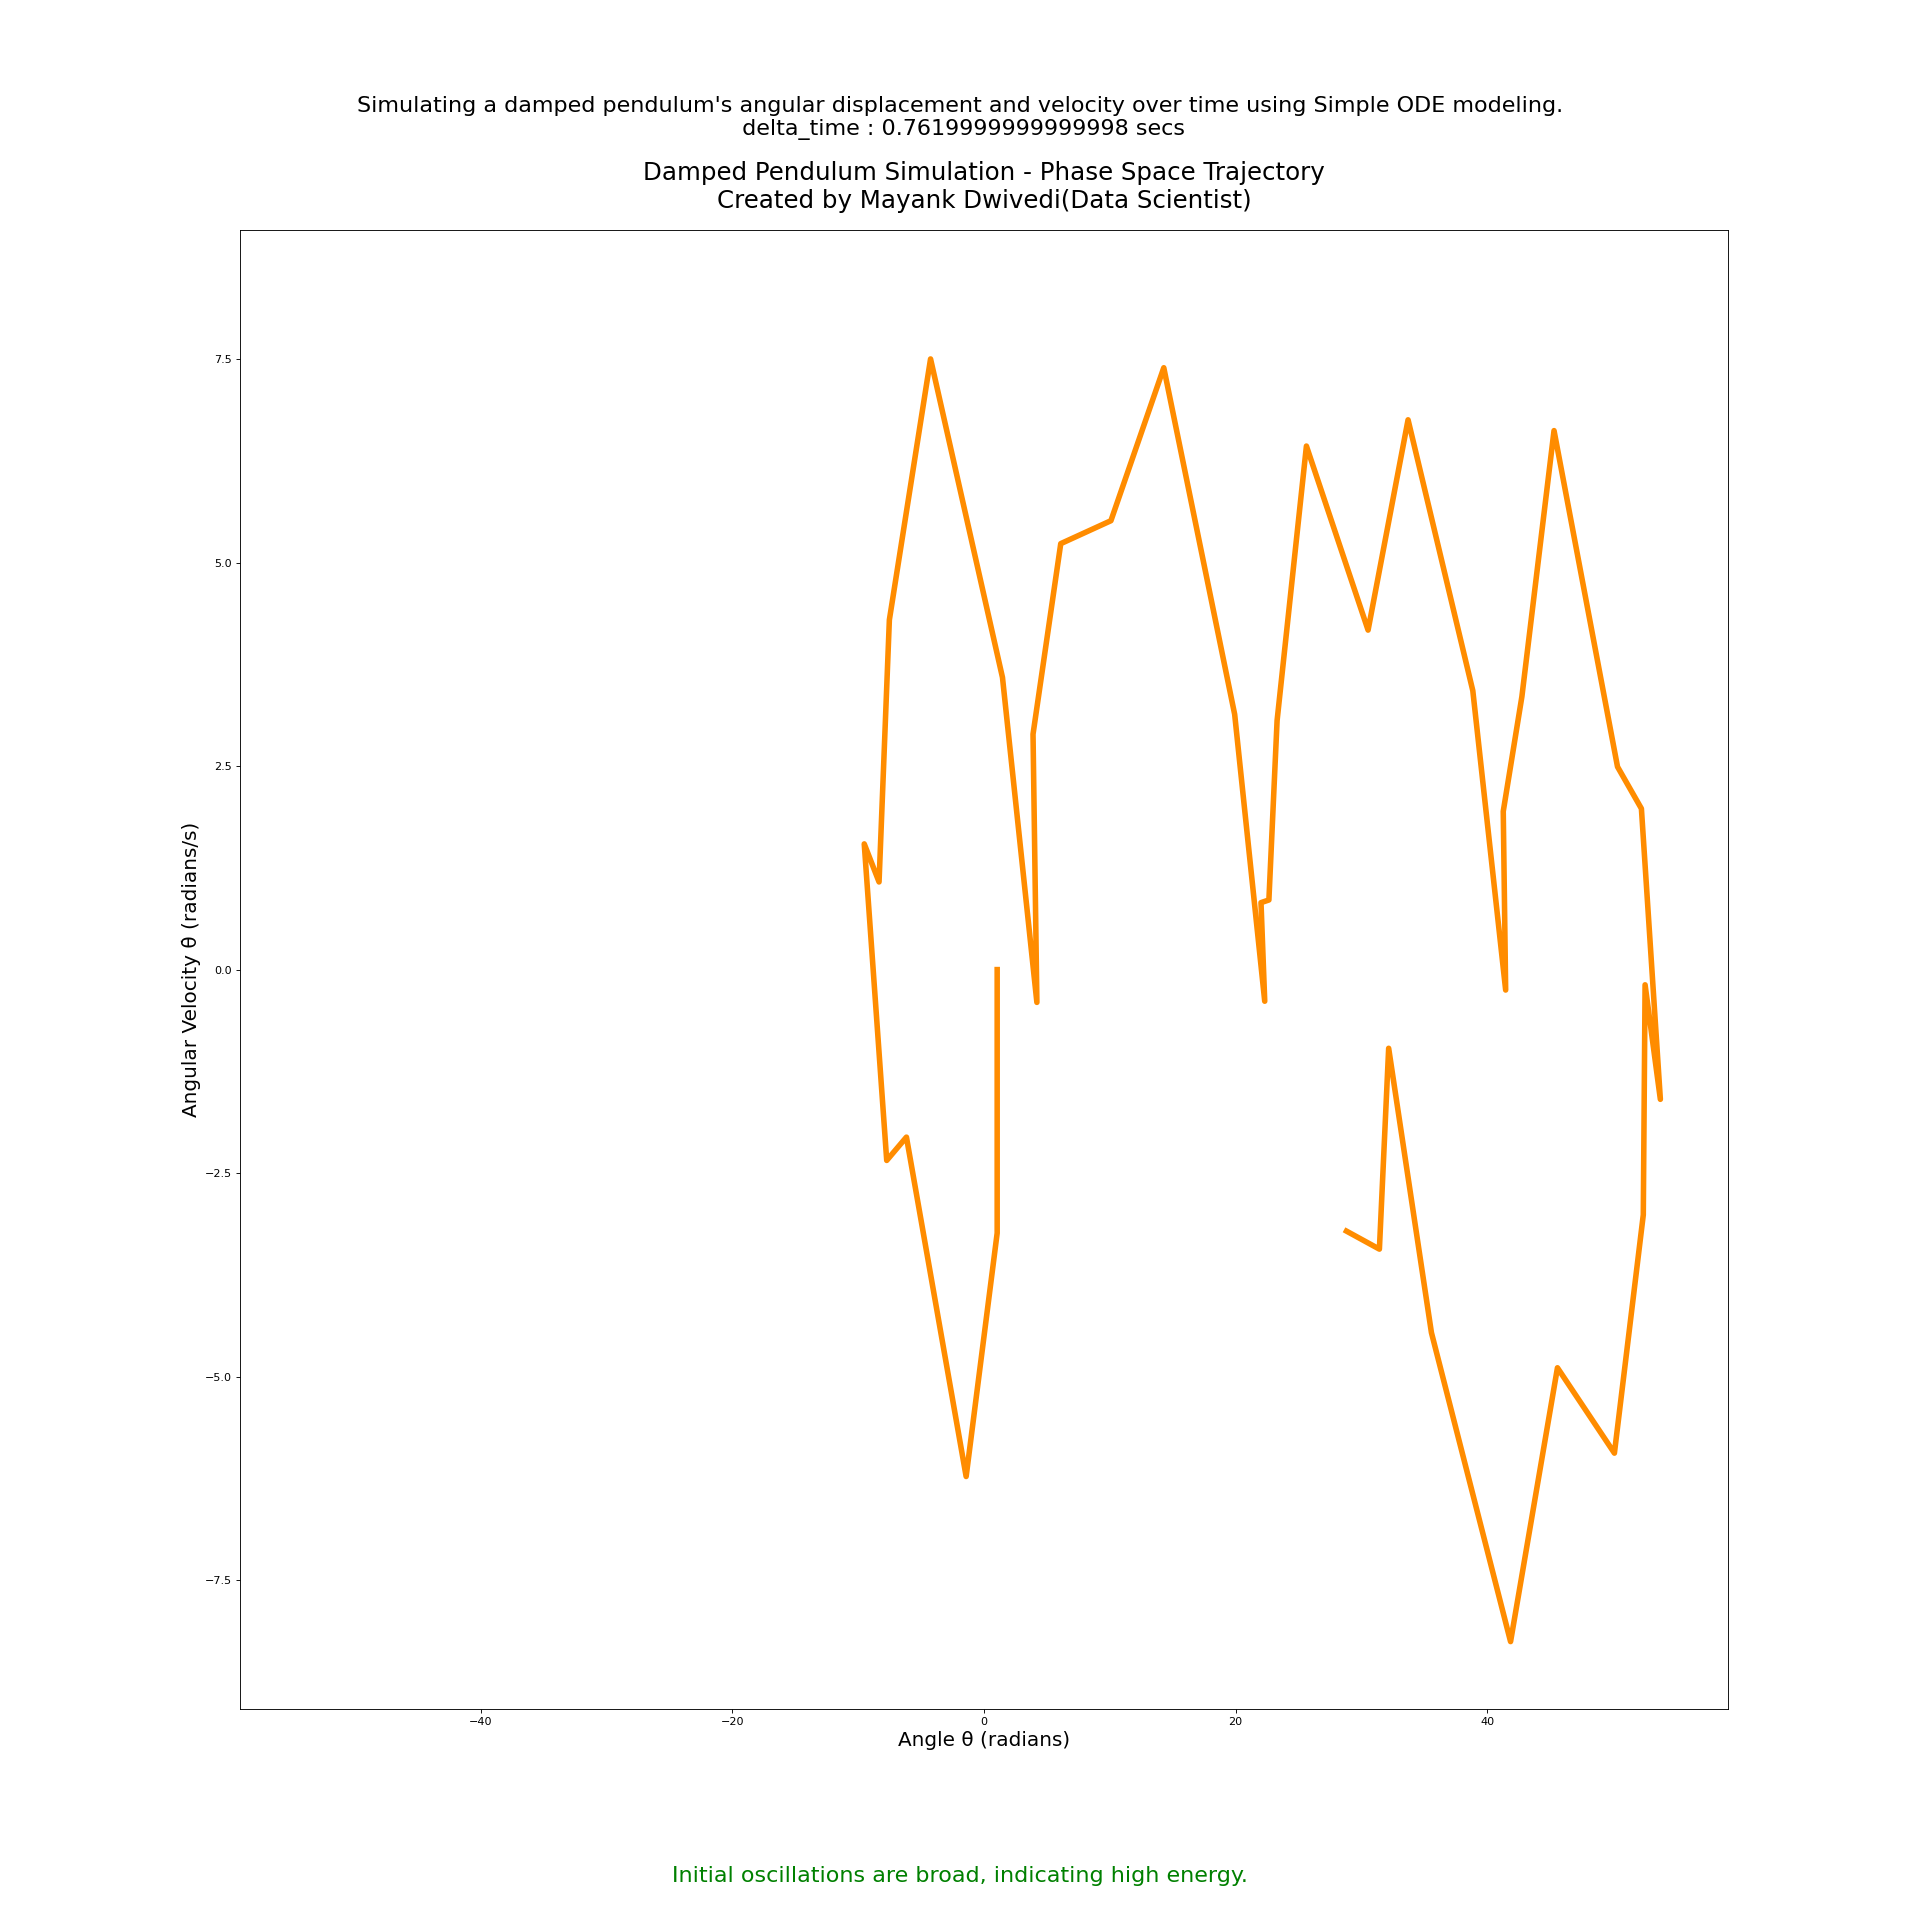 Simulating a damped pendulum's angular displacement and velocity over time using Simple ODE modeling.
delta_time : 0.7619999999999998 secs
Damped Pendulum Simulation - Phase Space Trajectory
Created by Mayank Dwivedi(Data Scientist)
7.5
5.0
2.5
0.0
−2.5
−5.0
−7.5
Angular Velocity θ (radians/s)
−40
−20
0
20
40
Angle θ (radians)
Initial oscillations are broad, indicating high energy.